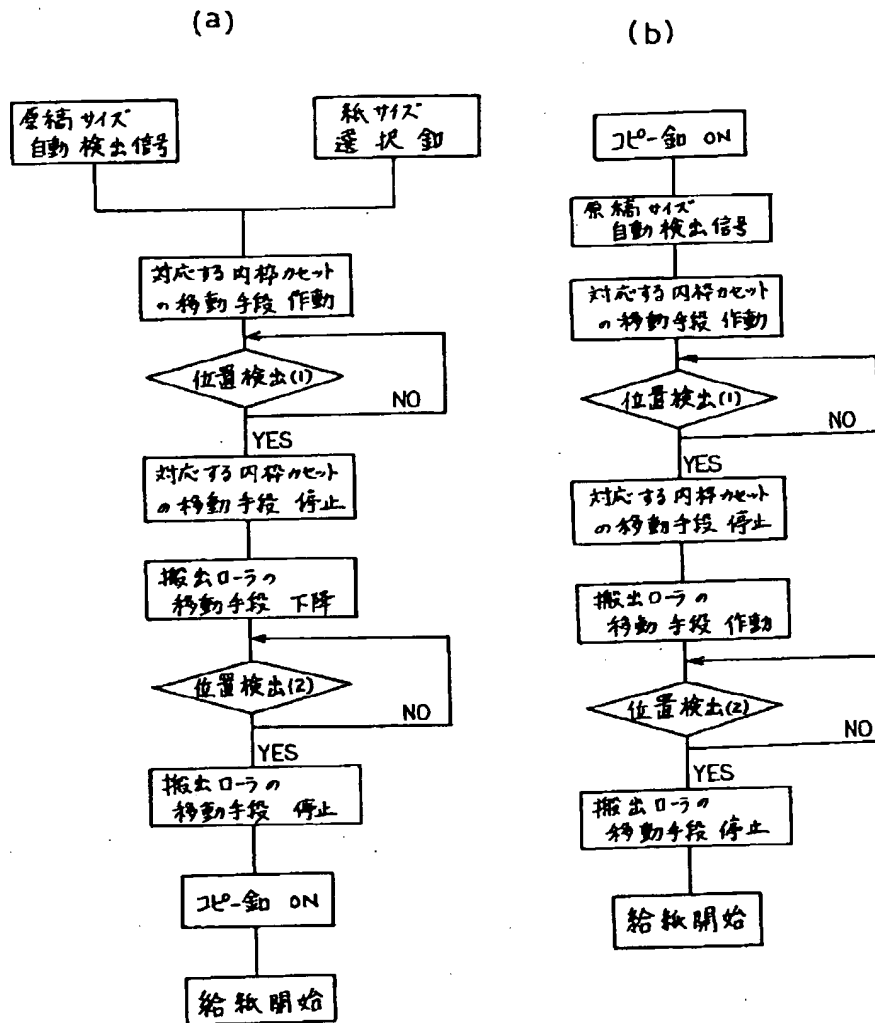 (a)
原稿サイズ
自動検出信号
紙サイズ
選択釦
対応する内枠カセット
の移動手段 作動
位置検出(1)
NO
YES
対応する内枠カセット
の移動手段 停止
搬出ローラの
移動手段 下降
位置検出(2)
NO
YES
搬出ローラの
移動手段 停止
コピー釦 ON
給紙開始
(b)
コピー釦 ON
原稿サイズ
自動検出信号
対応する内枠カセット
の移動手段 作動
位置検出(1)
NO
YES
対応する内枠カセット
の移動手段 停止
搬出ローラの
移動手段 作動
位置検出(2)
NO
YES
搬出ローラの
移動手段 停止
給紙開始